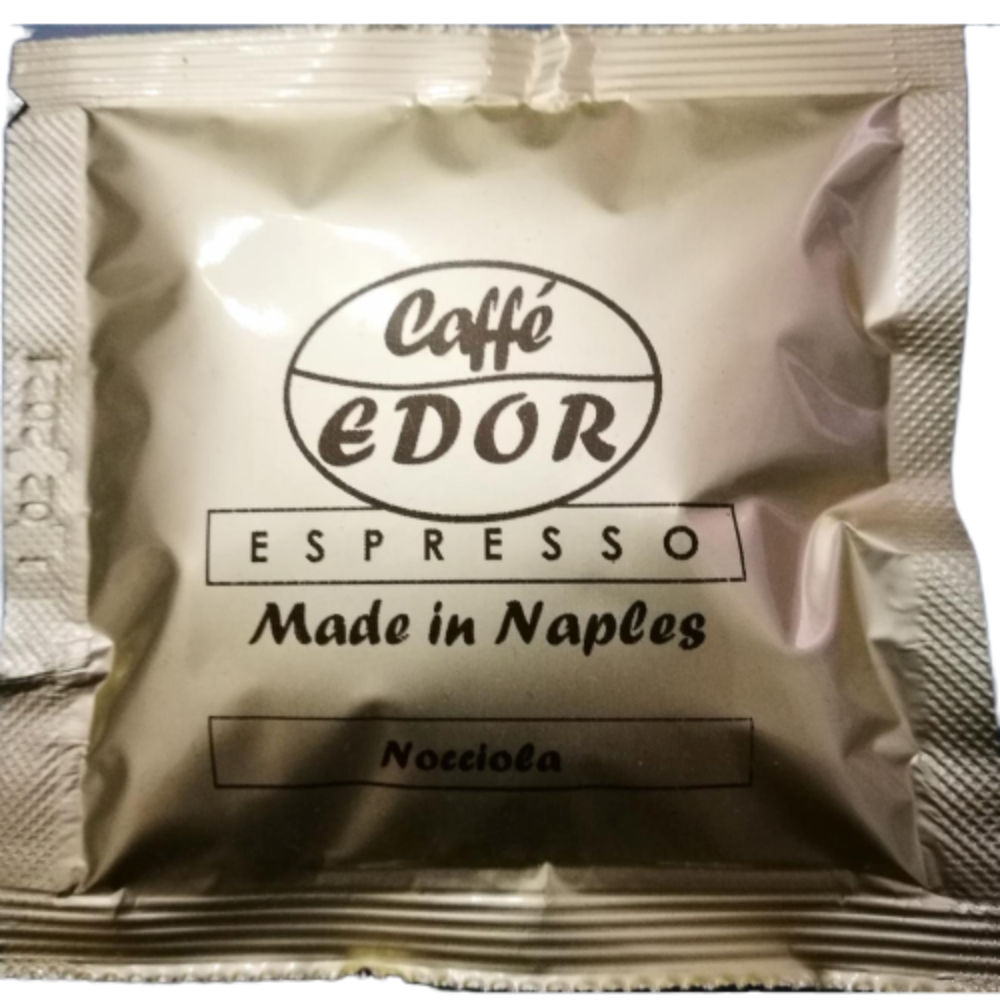 Caffé
EDOR
ESPRESSO
Made in Naples
Nocciola